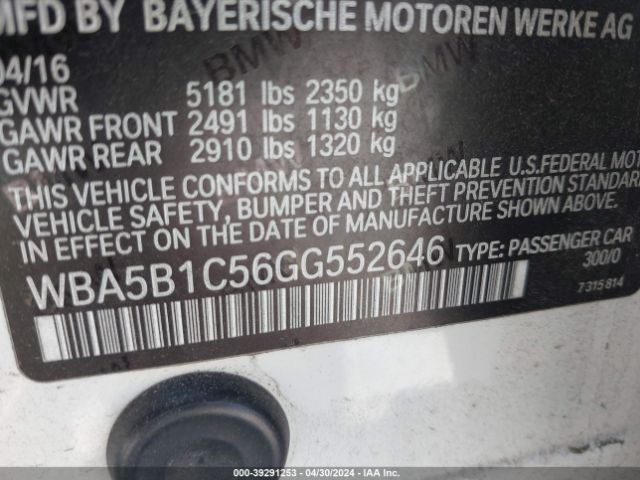 MFD BY BAYERISCHE MOTOREN WERKE AG
04/16
GVWR 5181 lbs 2350 kg
GAWR FRONT 2491 lbs 1130 kg
GAWR REAR 2910 lbs 1320 kg
THIS VEHICLE CONFORMS TO ALL APPLICABLE U.S.FEDERAL MOT
VEHICLE SAFETY, BUMPER AND THEFT PREVENTION STANDAR
IN EFFECT ON THE DATE OF MANUFACTURE SHOWN ABOVE.
WBA5B1C56GG552646 TYPE: PASSENGER CAR
300/0
7315814
000-39291253 - 04/30/2024 - IAA Inc.